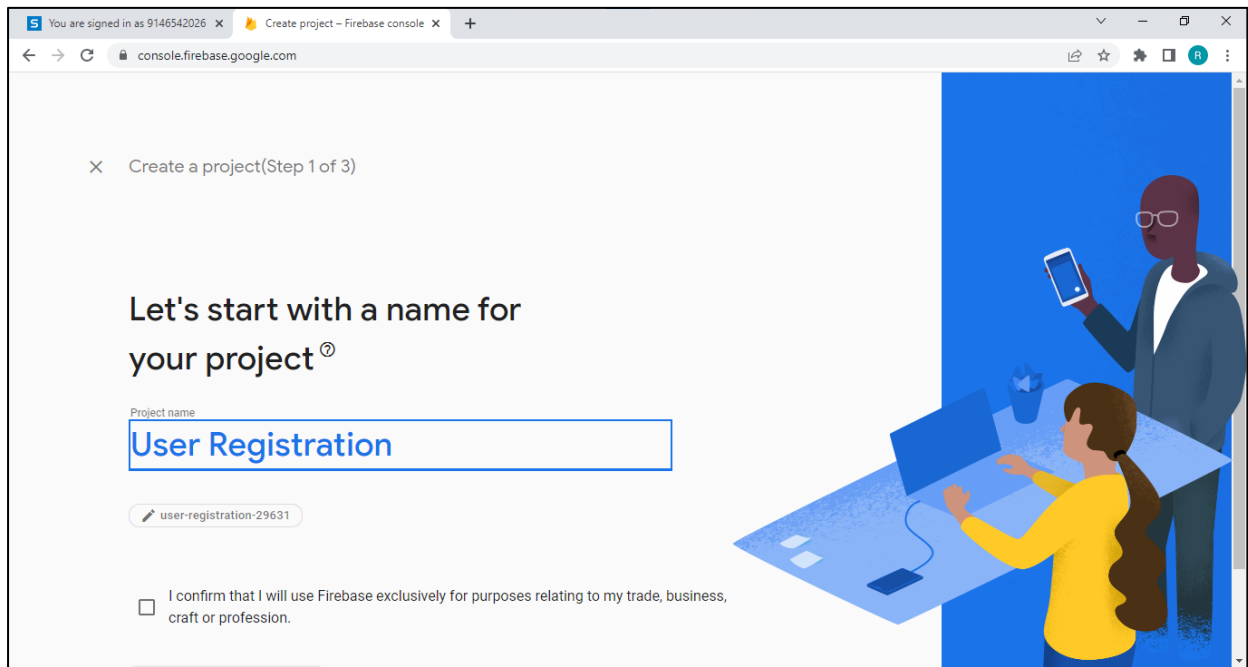 S You are signed in as 9146542026
Create project – Firebase console
console.firebase.google.com
R
Create a project(Step 1 of 3)
Let's start with a name for
your project ?
Project name
User Registration
user-registration-29631
I confirm that I will use Firebase exclusively for purposes relating to my trade, business,
craft or profession.